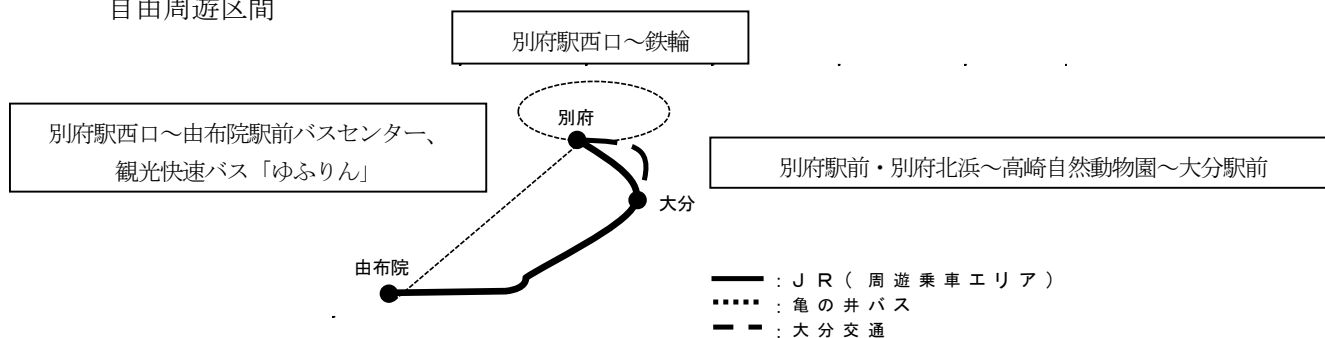 自由周遊区間
別府駅西口～鉄輪
別府駅西口～由布院駅前バスセンター、
観光快速バス「ゆふりん」
別府
別府駅前・別府北浜～高崎自然動物園～大分駅前
大分
由布院
：ＪＲ（周遊乗車エリア）
：亀の井バス
：大分交通